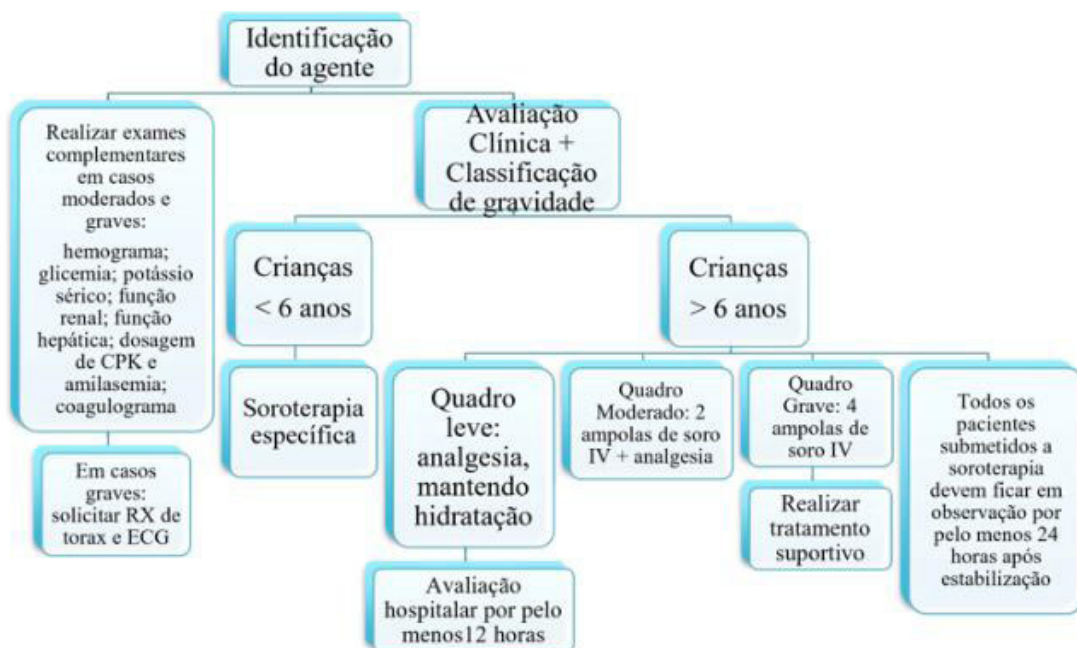 Identificação
do agente
Realizar exames
complementares
em casos
moderados e
graves:
hemograma;
glicemia; potássio
sérico; função
renal; função
hepática; dosagem
de CPK e
amilasemia;
coagulograma
Em casos
graves:
solicitar RX de
torax e ECG
Avaliação
Clínica +
Classificação
de gravidade
Crianças
< 6 anos
Soroterapia
específica
Crianças
> 6 anos
Quadro
leve:
analgesia,
mantendo
hidratação
Avaliação
hospitalar por pelo
menos12 horas
Quadro
Moderado: 2
ampolas de soro
IV + analgesia
Quadro
Grave: 4
ampolas de
soro IV
Realizar
tratamento
suportivo
Todos os
pacientes
submetidos a
soroterapia
devem ficar em
observação por
pelo menos 24
horas após
estabilização